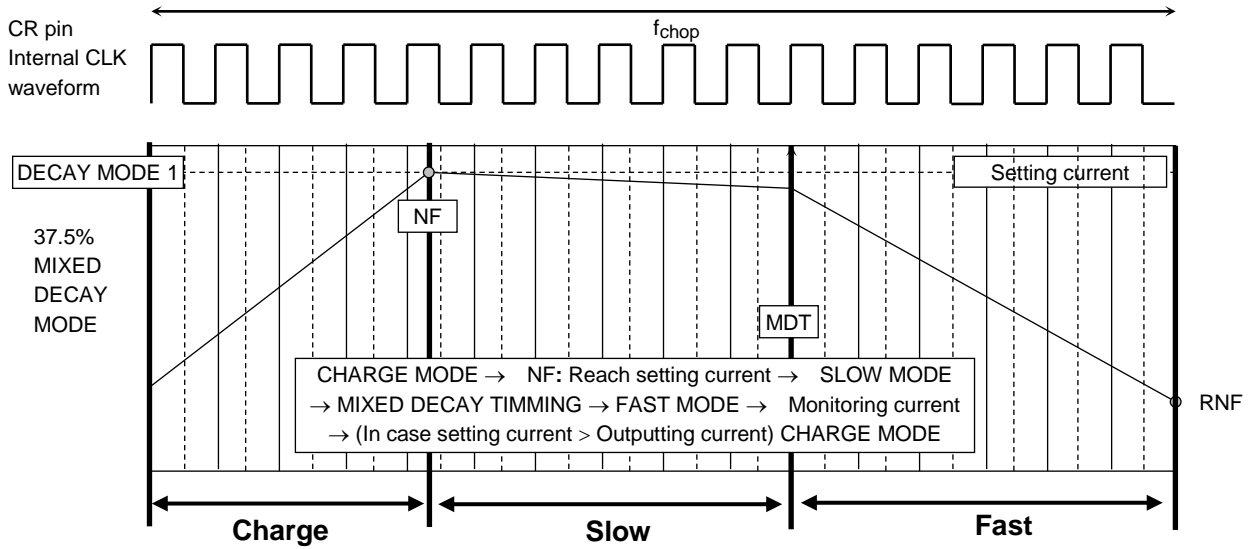 f_chop
CR pin
Internal CLK
waveform
DECAY MODE 1
Setting current
NF
37.5%
MIXED
DECAY
MODE
MDT
CHARGE MODE → NF: Reach setting current → SLOW MODE
→ MIXED DECAY TIMMING → FAST MODE → Monitoring current
→ (In case setting current > Outputting current) CHARGE MODE
RNF
Charge
Slow
Fast